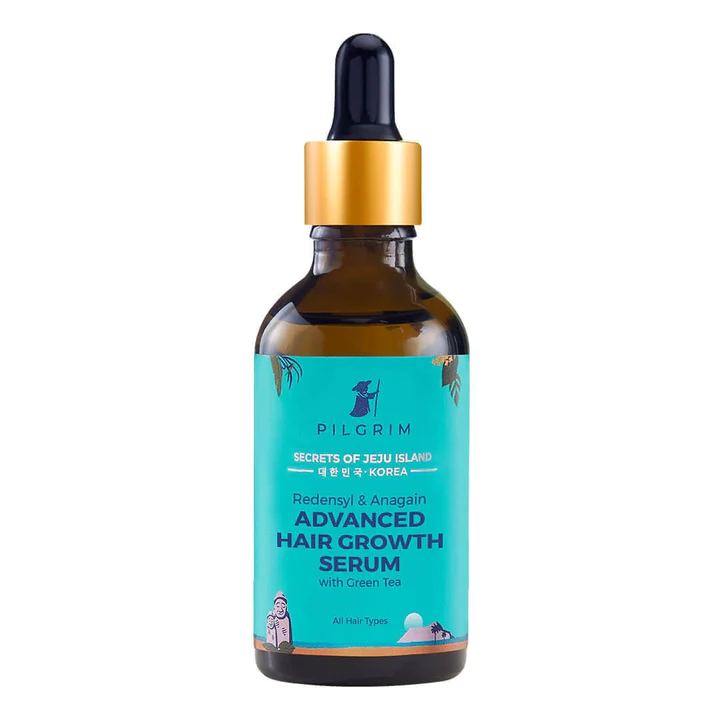 PILGRIM
SECRETS OF JEJU ISLAND
대한민국-KOREA
Redensyl & Anagain
ADVANCED
HAIR GROWTH
SERUM
with Green Tea
All Hair Types